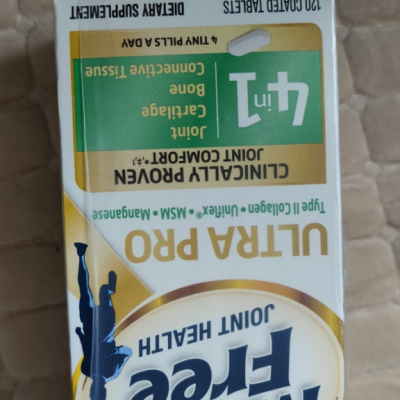 Free
JOINT HEALTH
ULTRA PRO
Type II Collagen • Uniflex® • MSM • Manganese
CLINICALLY PROVEN
JOINT COMFORT*,‡,1
4in1
Joint
Cartilage
Bone
Connective Tissue
4 TINY PILLS A DAY
120 COATED TABLETS
DIETARY SUPPLEMENT